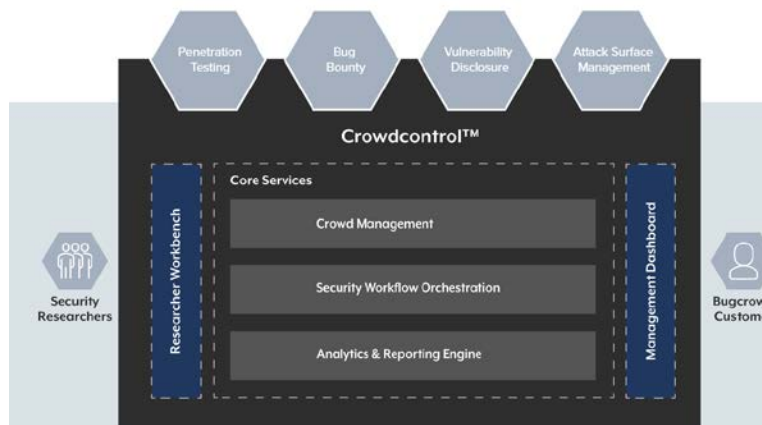 Penetration
Testing
Bug
Bounty
Vulnerability
Disclosure
Attack Surface
Management
Crowdcontrol™
Researcher Workbench
Core Services
Crowd Management
Security Workflow Orchestration
Analytics & Reporting Engine
Management Dashboard
Security
Researchers